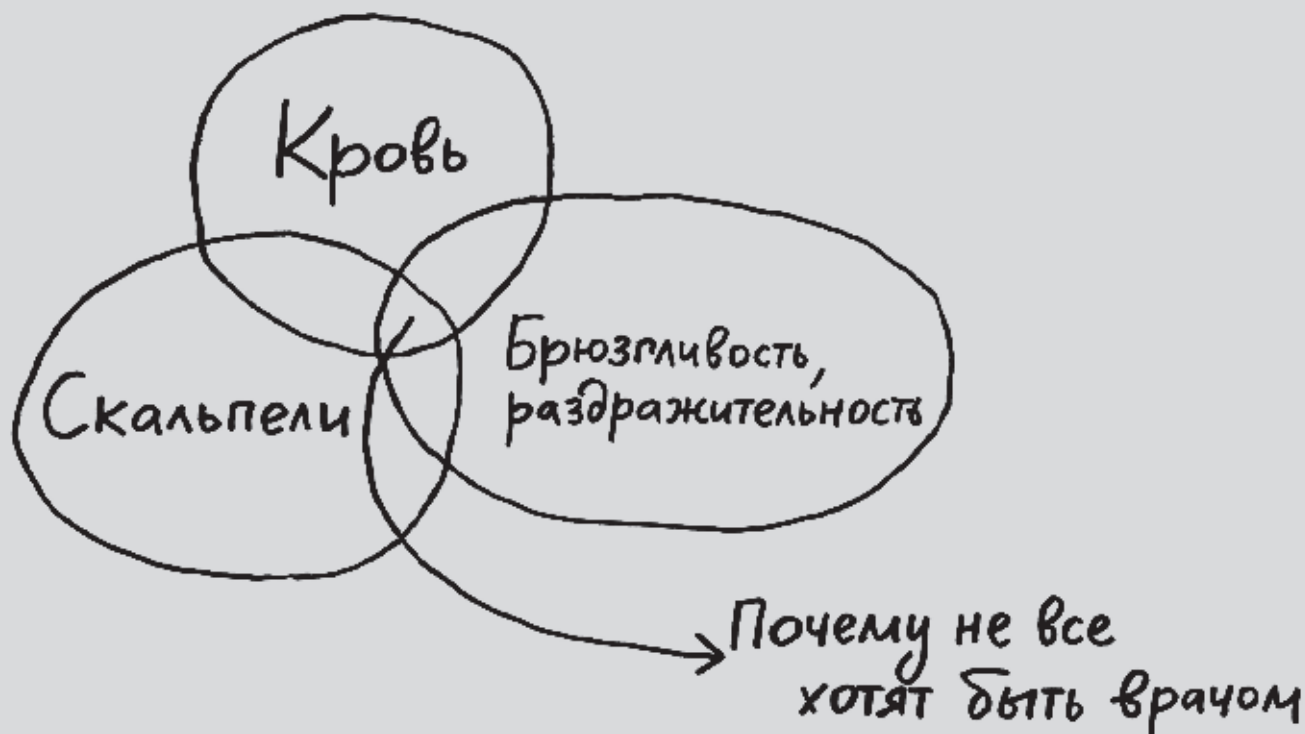 Кровь
Скальпели
Брюзгливость,
раздражительность
Почему не все
хотят быть врачом